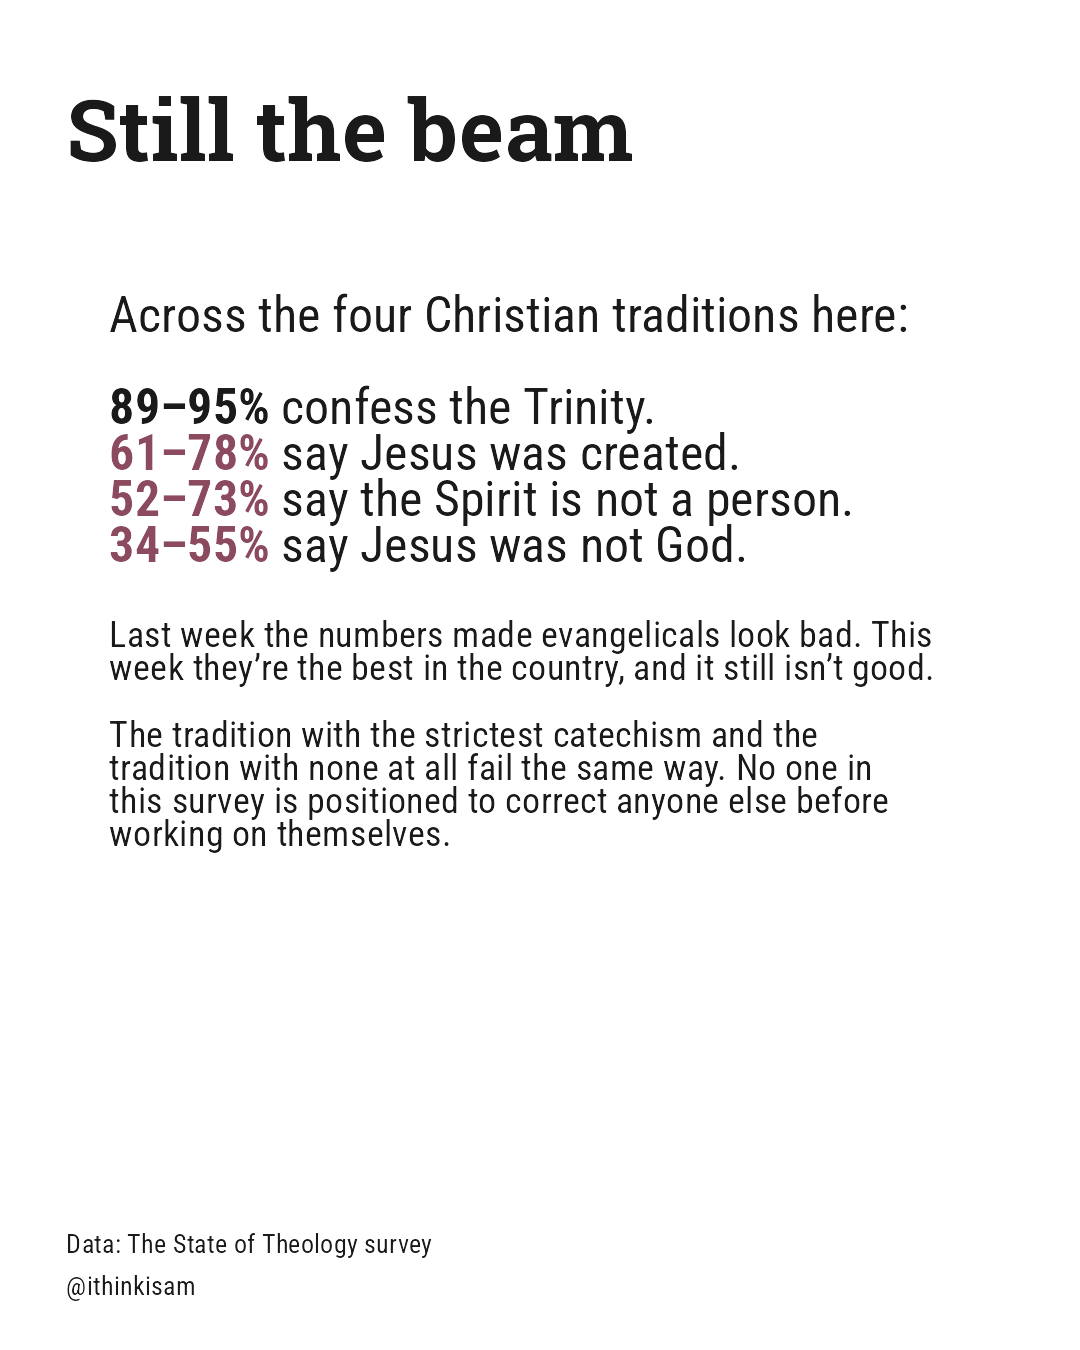 Still the beam
Across the four Christian traditions here:
89–95% confess the Trinity.
61–78% say Jesus was created.
52–73% say the Spirit is not a person.
34–55% say Jesus was not God.
Last week the numbers made evangelicals look bad. This
week they’re the best in the country, and it still isn’t good.
The tradition with the strictest catechism and the
tradition with none at all fail the same way. No one in
this survey is positioned to correct anyone else before
working on themselves.
Data: The State of Theology survey
@ithinkisam